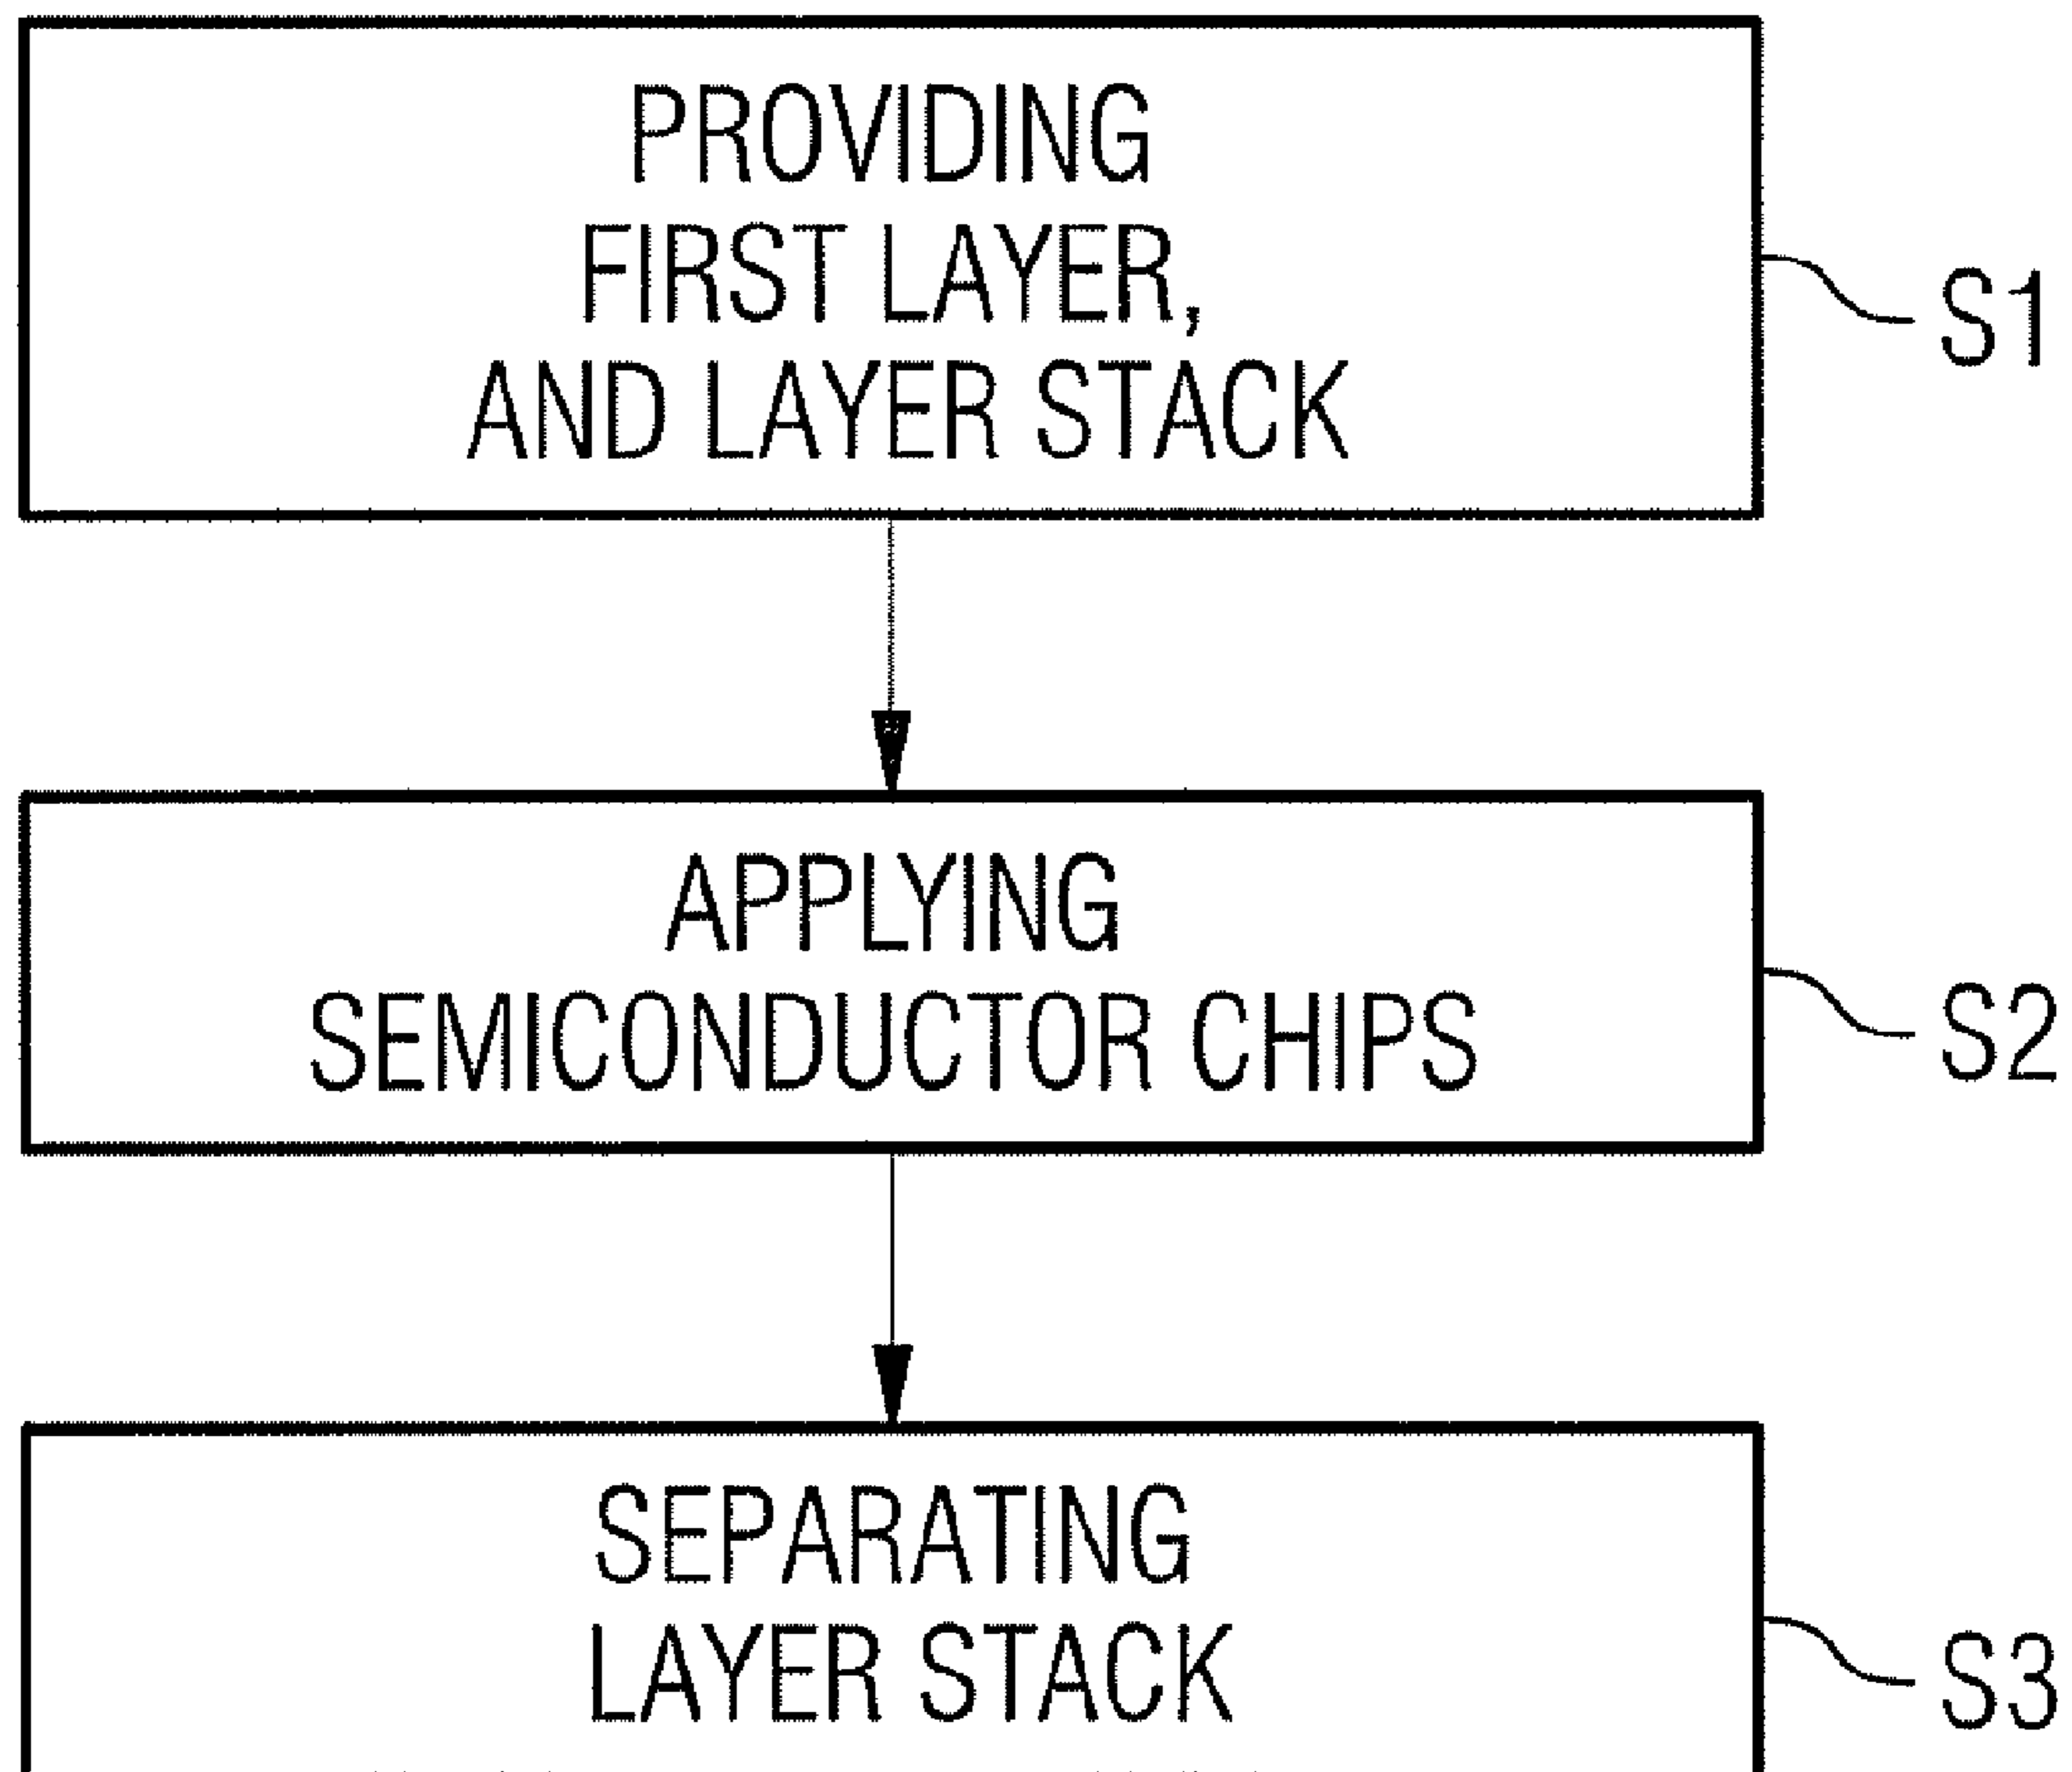 PROVIDING
FIRST LAYER,
AND LAYER STACK
S1
APPLYING
SEMICONDUCTOR CHIPS
S2
SEPARATING
LAYER STACK
S3